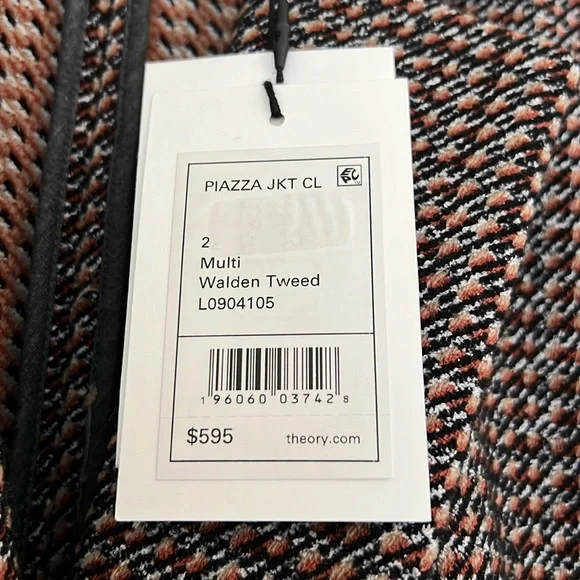 PIAZZA JKT CL
2
Multi
Walden Tweed
L0904105
1 96060 03742 8
$595 theory.com